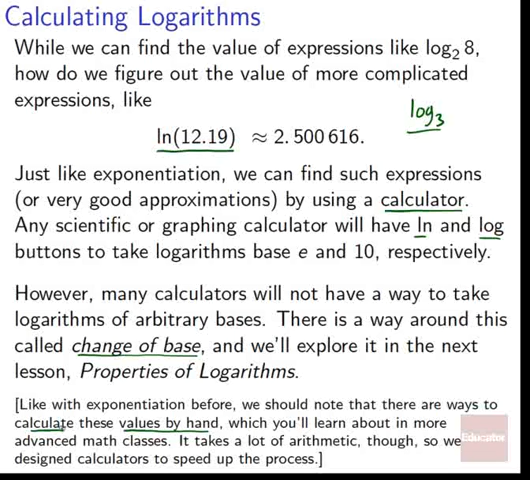 Calculating Logarithms
While we can find the value of expressions like log₂ 8,
how do we figure out the value of more complicated
expressions, like
log₃
ln(12.19) ≈ 2. 500 616.
Just like exponentiation, we can find such expressions
(or very good approximations) by using a calculator.
Any scientific or graphing calculator will have ln and log
buttons to take logarithms base e and 10, respectively.
However, many calculators will not have a way to take
logarithms of arbitrary bases. There is a way around this
called change of base, and we'll explore it in the next
lesson, Properties of Logarithms.
[Like with exponentiation before, we should note that there are ways to
calculate these values by hand, which you'll learn about in more
advanced math classes. It takes a lot of arithmetic, though, so we
designed calculators to speed up the process.]
Educator